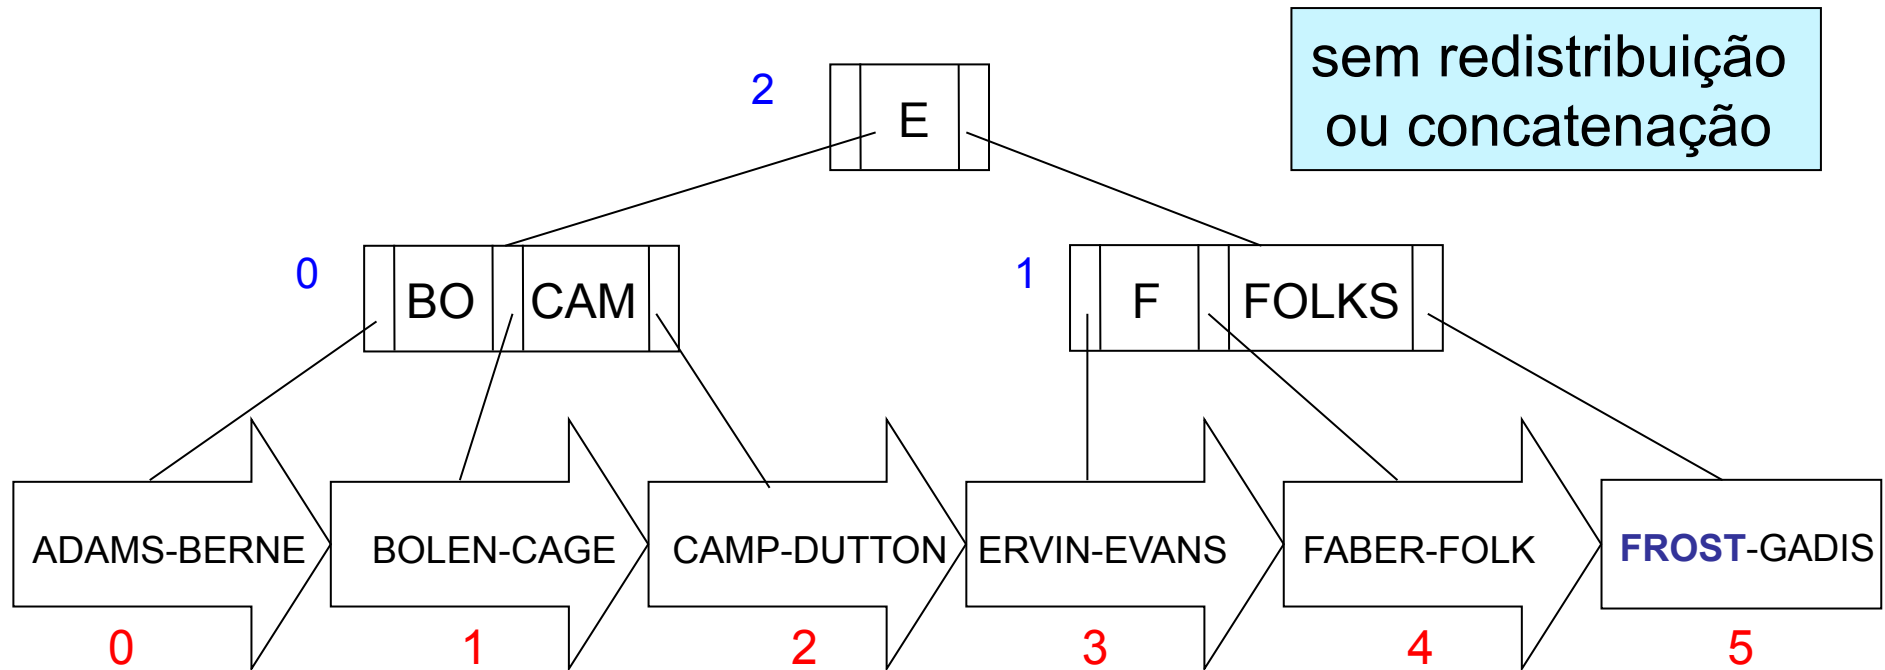 sem redistribuição
ou concatenação
2
E
0
BO CAM
1
F FOLKS
ADAMS-BERNE
BOLEN-CAGE
CAMP-DUTTON
ERVIN-EVANS
FABER-FOLK
FROST-GADIS
0
1
2
3
4
5